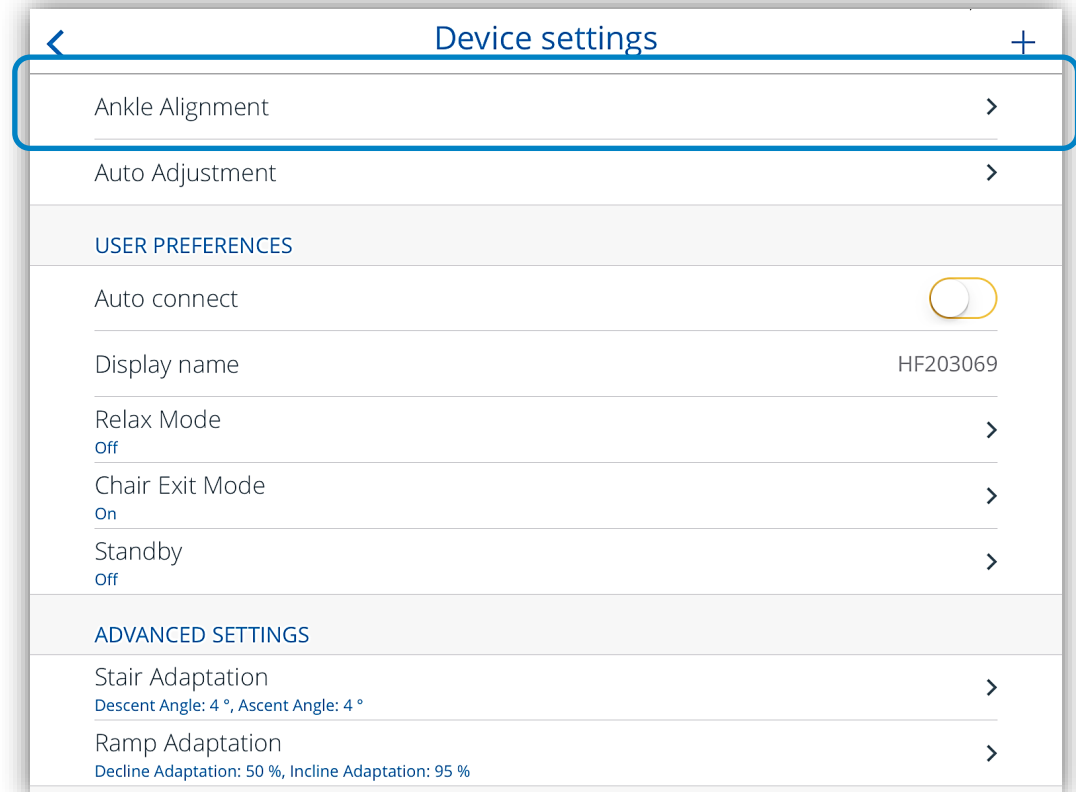 Device settings
Ankle Alignment
Auto Adjustment
USER PREFERENCES
Auto connect
Display name HF203069
Relax Mode
Off
Chair Exit Mode
On
Standby
Off
ADVANCED SETTINGS
Stair Adaptation
Descent Angle: 4 °, Ascent Angle: 4 °
Ramp Adaptation
Decline Adaptation: 50 %, Incline Adaptation: 95 %